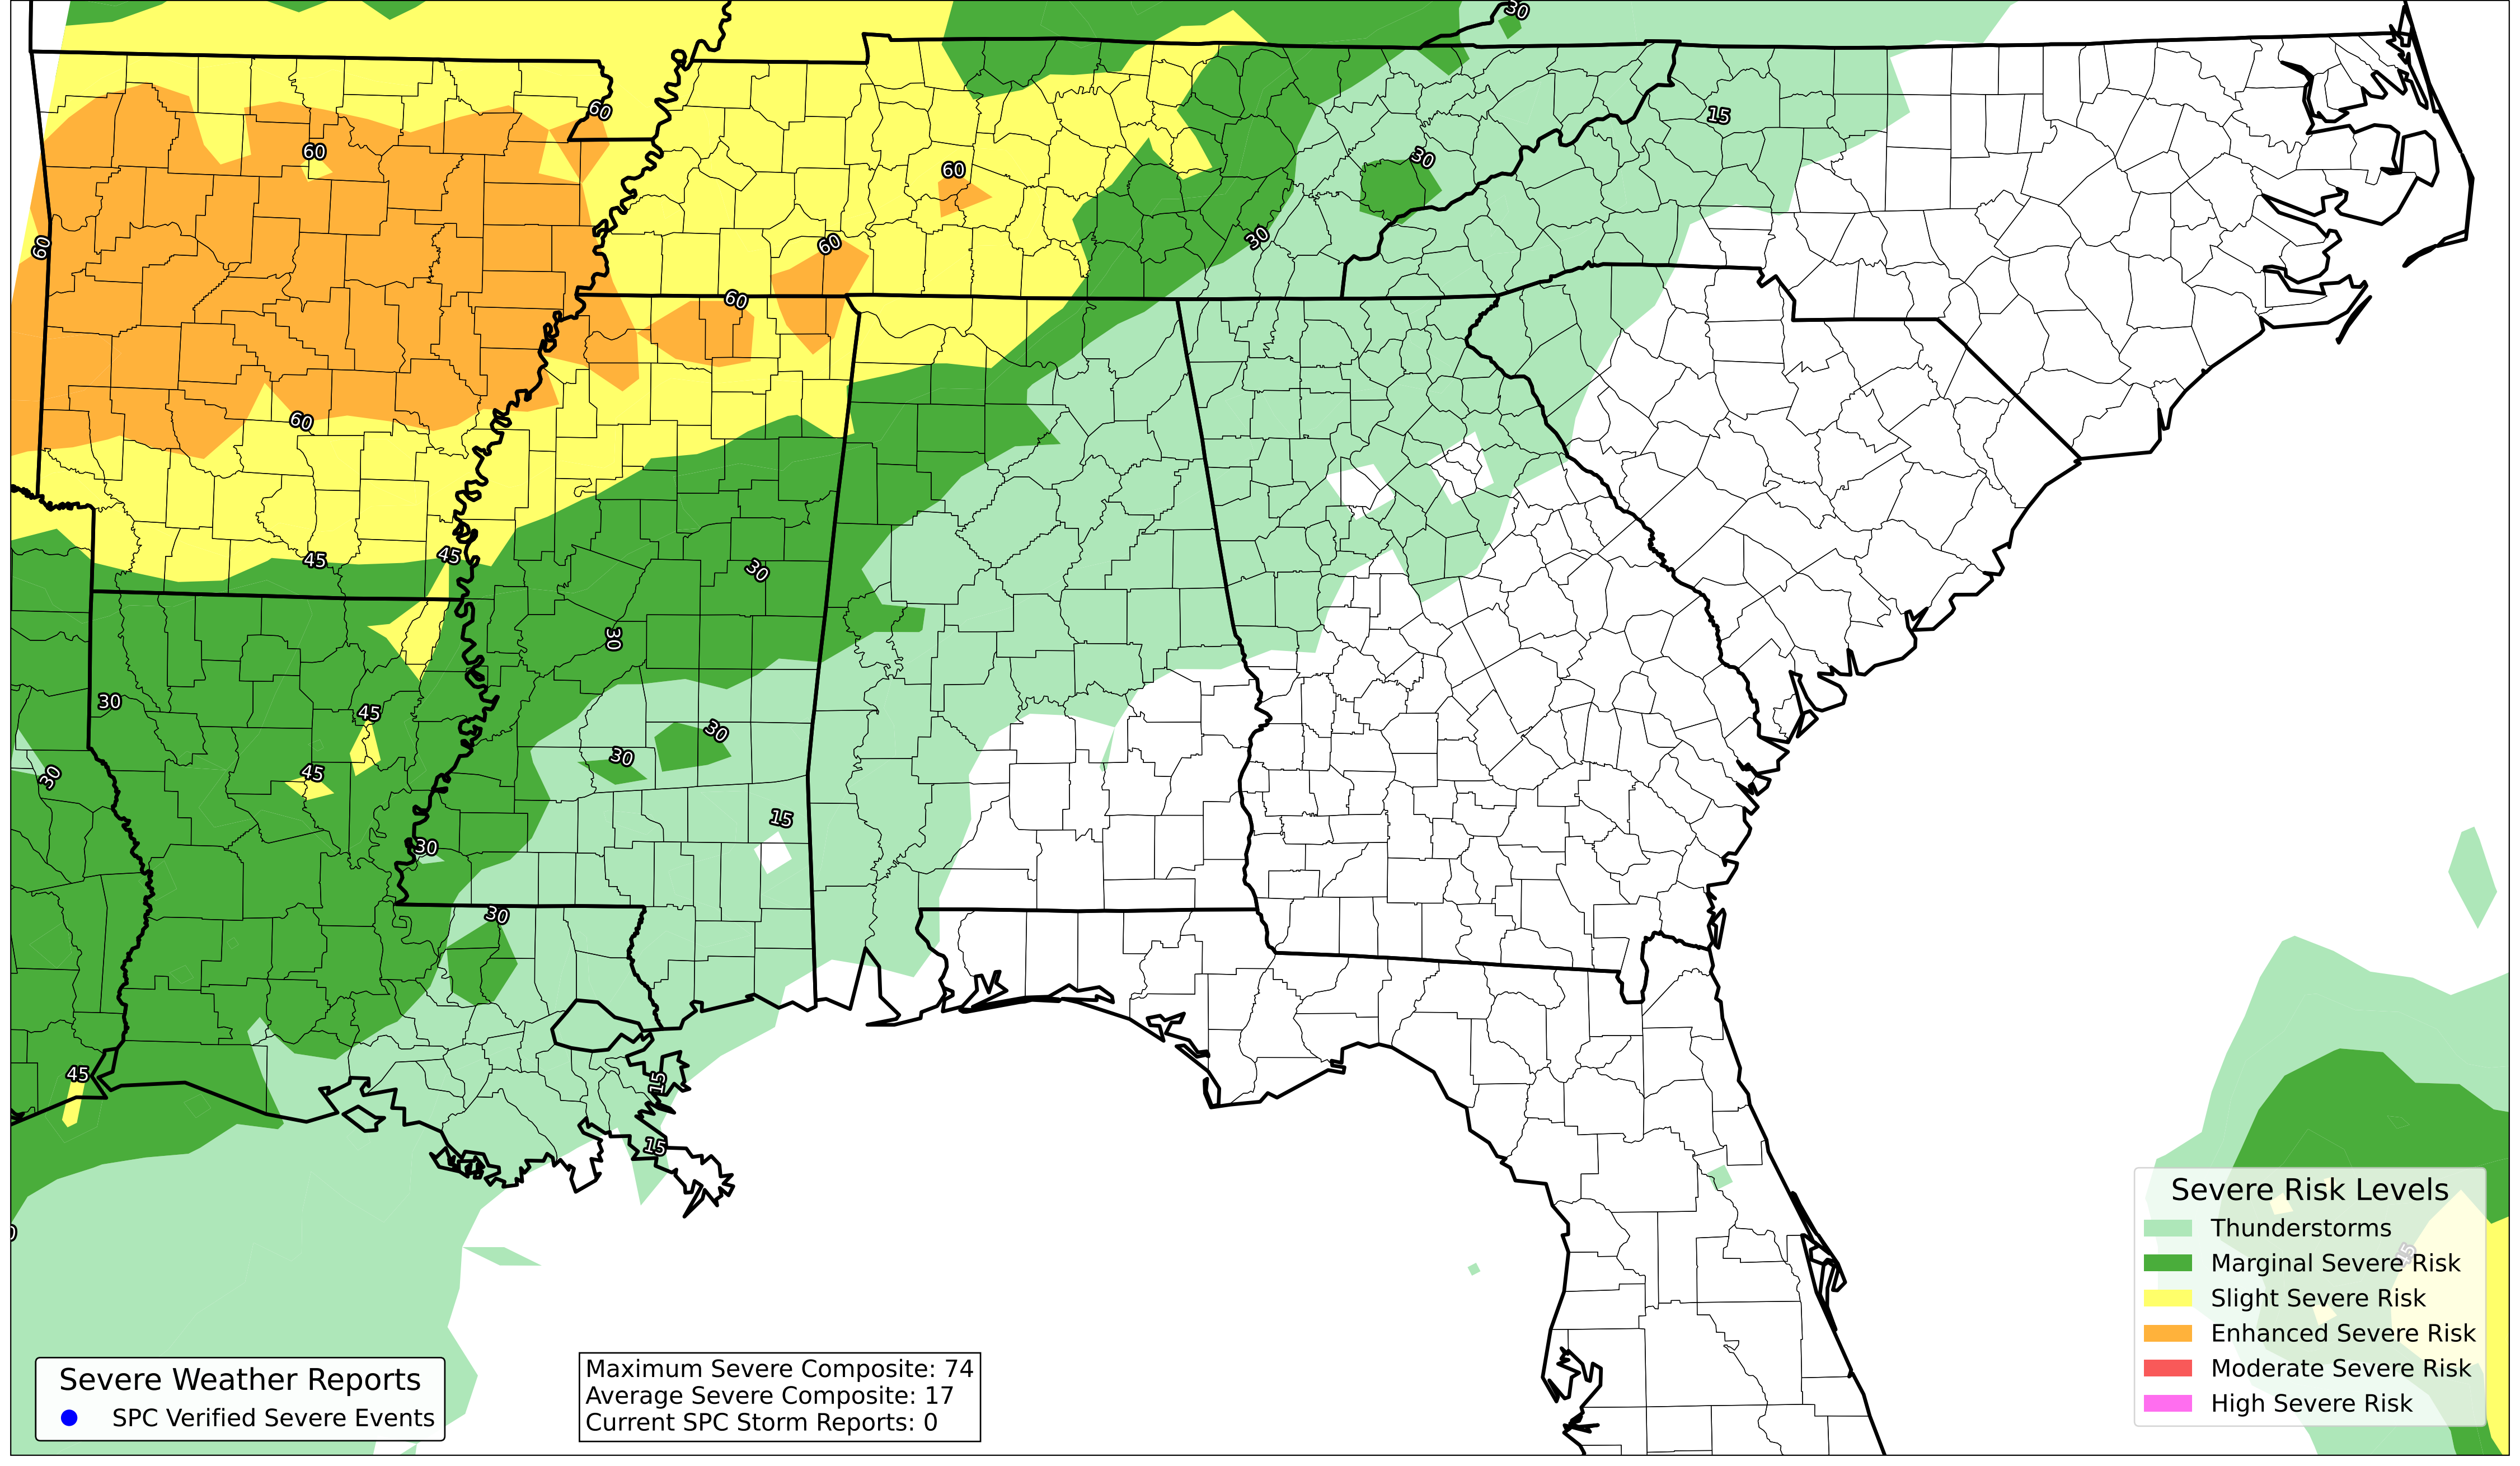 30
15
60
60
30
60
30
60
60
60
60
45
45
30
30
30
45
30
30
30
45
15
30
30
45
15
15
Severe Risk Levels
Thunderstorms
15
Marginal Severe Risk
Slight Severe Risk
Enhanced Severe Risk
Moderate Severe Risk
High Severe Risk
Severe Weather Reports
SPC Verified Severe Events
Maximum Severe Composite: 74
Average Severe Composite: 17
Current SPC Storm Reports: 0